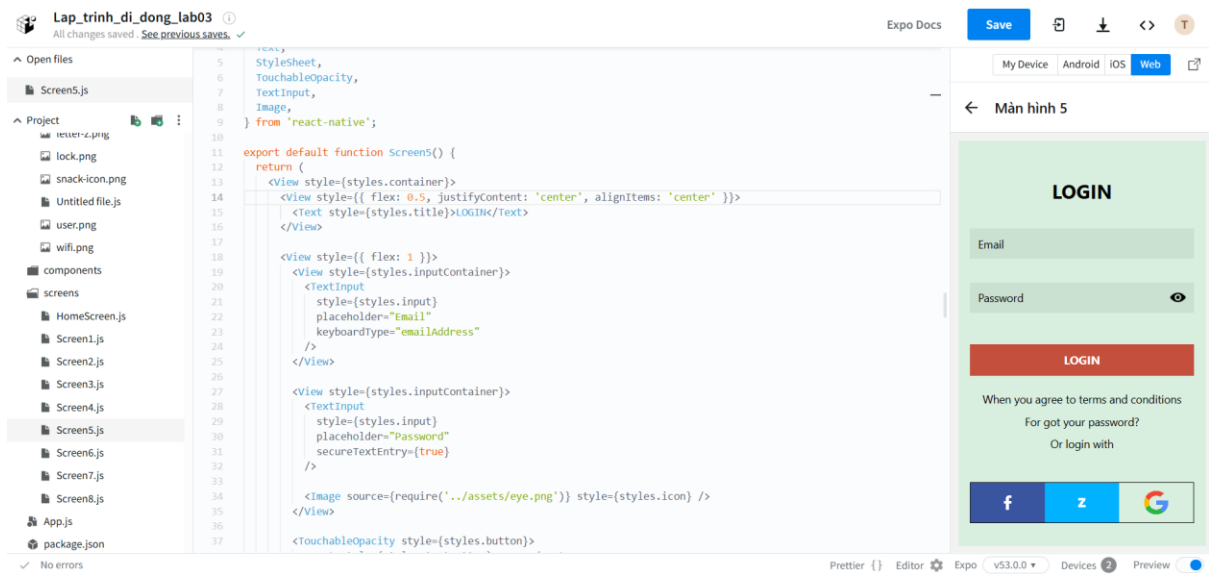 Lap_trinh_di_dong_lab03
All changes saved . See previous saves.
Expo Docs
Save
T
Open files
Screen5.js
Project
letter-z.png
lock.png
snack-icon.png
Untitled file.js
user.png
wifi.png
components
screens
HomeScreen.js
Screen1.js
Screen2.js
Screen3.js
Screen4.js
Screen5.js
Screen6.js
Screen7.js
Screen8.js
App.js
package.json
4 Text,
5 StyleSheet,
6 TouchableOpacity,
7 TextInput,
8 Image,
9 } from 'react-native';
10
11 export default function Screen5() {
12 return (
13 <View style={styles.container}>
14 <View style={{ flex: 0.5, justifyContent: 'center', alignItems: 'center' }}>
15 <Text style={styles.title}>LOGIN</Text>
16 </View>
17
18 <View style={{ flex: 1 }}>
19 <View style={styles.inputContainer}>
20 <TextInput
21 style={styles.input}
22 placeholder="Email"
23 keyboardType="emailAddress"
24 />
25 </View>
26
27 <View style={styles.inputContainer}>
28 <TextInput
29 style={styles.input}
30 placeholder="Password"
31 secureTextEntry={true}
32 />
33
34 <Image source={require('../assets/eye.png')} style={styles.icon} />
35 </View>
36
37 <TouchableOpacity style={styles.button}>
My Device Android iOS Web
Màn hình 5
LOGIN
Email
Password
LOGIN
When you agree to terms and conditions
For got your password?
Or login with
f Z G
No errors
Prettier {} Editor Expo v53.0.0 Devices 2 Preview